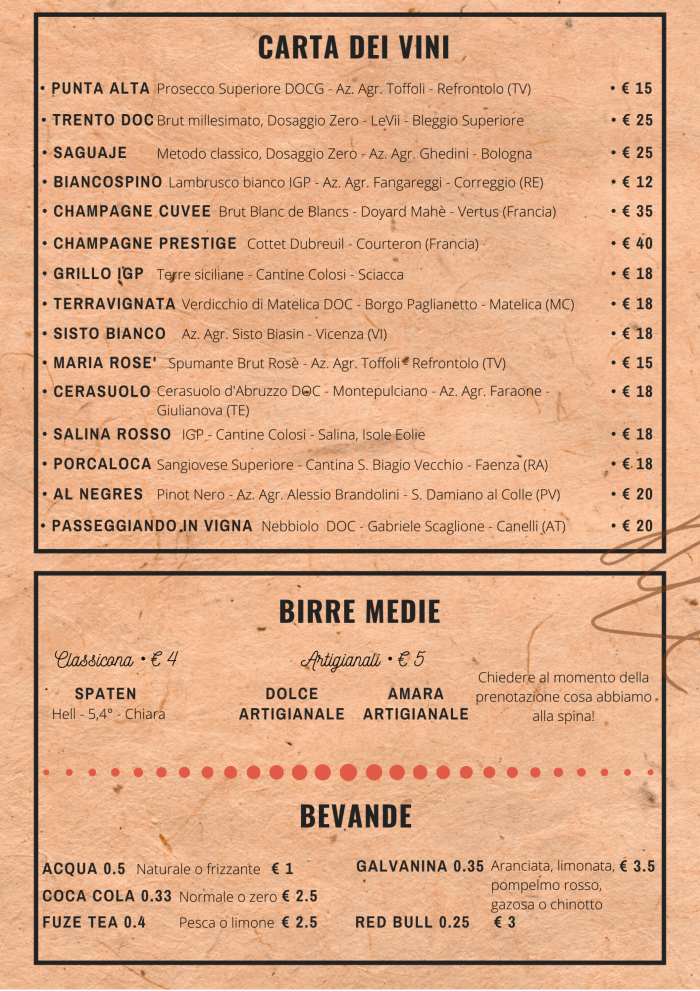 CARTA DEI VINI
• PUNTA ALTA Prosecco Superiore DOCG - Az. Agr. Toffoli - Refrontolo (TV) • € 15
• TRENTO DOC Brut millesimato, Dosaggio Zero - LeVii - Bleggio Superiore • € 25
• SAGUAJE Metodo classico, Dosaggio Zero - Az. Agr. Ghedini - Bologna • € 25
• BIANCOSPINO Lambrusco bianco IGP - Az. Agr. Fangareggi - Correggio (RE) • € 12
• CHAMPAGNE CUVEE Brut Blanc de Blancs - Doyard Mahè - Vertus (Francia) • € 35
• CHAMPAGNE PRESTIGE Cottet Dubreuil - Courteron (Francia) • € 40
• GRILLO IGP Terre siciliane - Cantine Colosi - Sciacca • € 18
• TERRAVIGNATA Verdicchio di Matelica DOC - Borgo Paglianetto - Matelica (MC) • € 18
• SISTO BIANCO Az. Agr. Sisto Biasin - Vicenza (VI) • € 18
• MARIA ROSE' Spumante Brut Rosè - Az. Agr. Toffoli - Refrontolo (TV) • € 15
• CERASUOLO Cerasuolo d'Abruzzo DOC - Montepulciano - Az. Agr. Faraone - • € 18
Giulianova (TE)
• SALINA ROSSO IGP - Cantine Colosi - Salina, Isole Eolie • € 18
• PORCALOCA Sangiovese Superiore - Cantina S. Biagio Vecchio - Faenza (RA) • € 18
• AL NEGRES Pinot Nero - Az. Agr. Alessio Brandolini - S. Damiano al Colle (PV) • € 20
• PASSEGGIANDO IN VIGNA Nebbiolo DOC - Gabriele Scaglione - Canelli (AT) • € 20
BIRRE MEDIE
Classicona • € 4
SPATEN
Hell - 5,4° - Chiara
Artigianali • € 5
DOLCE AMARA
ARTIGIANALE ARTIGIANALE
Chiedere al momento della
prenotazione cosa abbiamo
alla spina!
BEVANDE
ACQUA 0.5 Naturale o frizzante € 1
COCA COLA 0.33 Normale o zero € 2.5
FUZE TEA 0.4 Pesca o limone € 2.5
GALVANINA 0.35 Aranciata, limonata, € 3.5
pompelmo rosso,
gazosa o chinotto
RED BULL 0.25 € 3